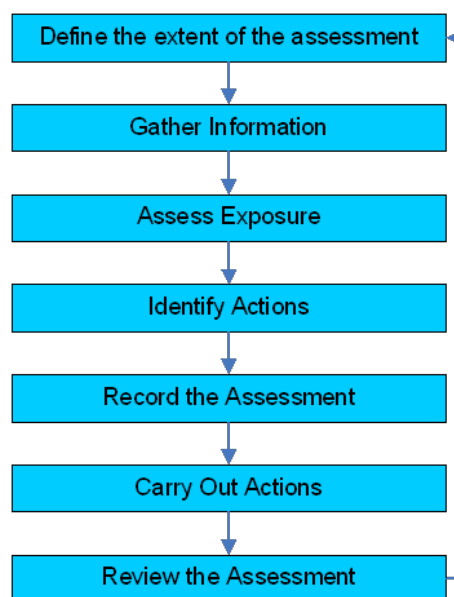 Define the extent of the assessment
Gather Information
Assess Exposure
Identify Actions
Record the Assessment
Carry Out Actions
Review the Assessment